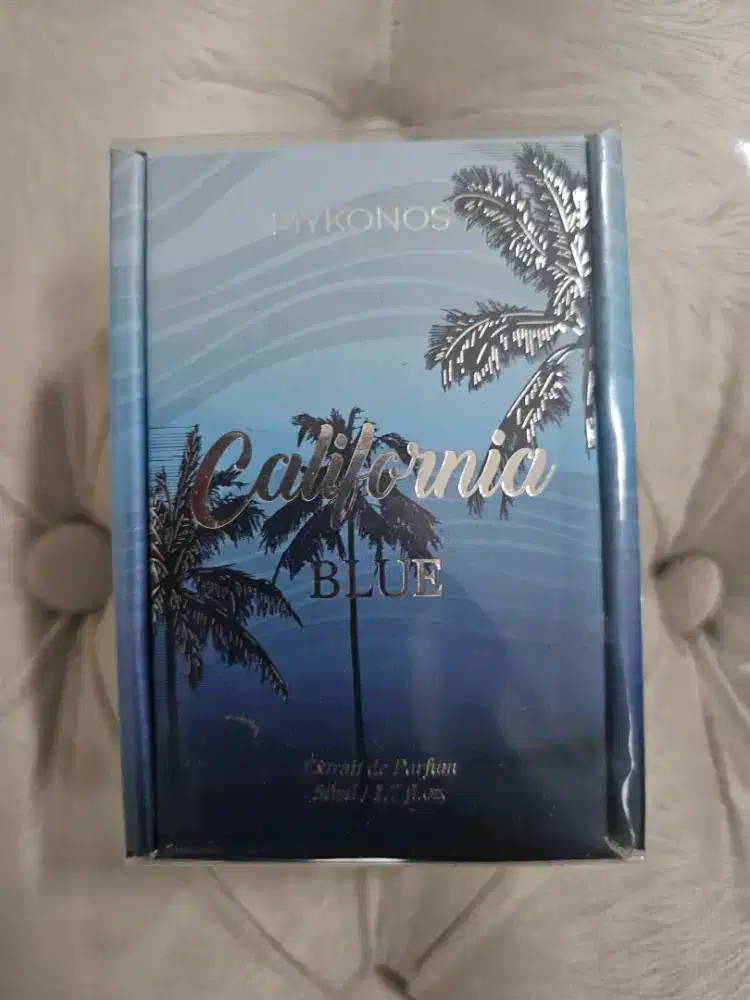 MYKONOS
California
BLUE
Extrait de Parfum
50ml / 1.7 fl.oz